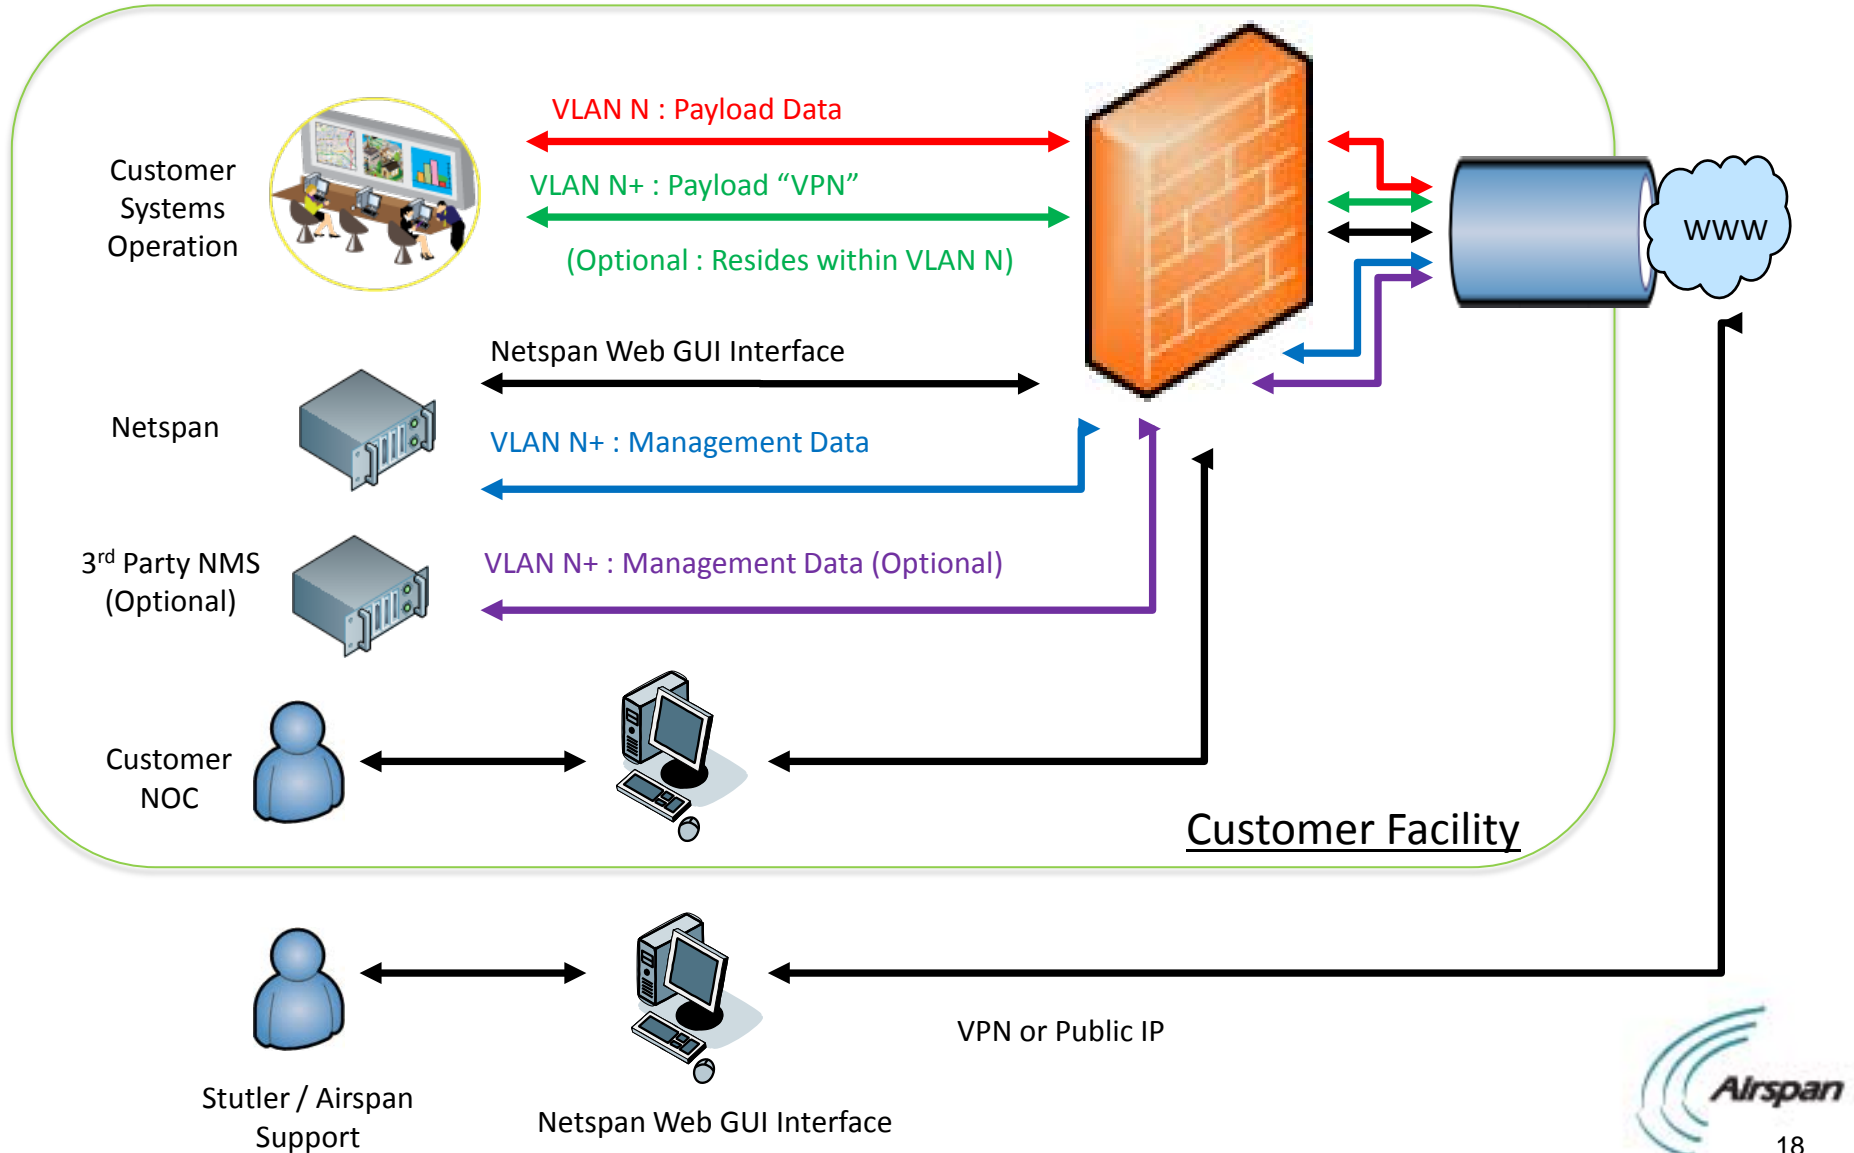 VLAN N : Payload Data
Customer
Systems
Operation
VLAN N+ : Payload “VPN”
(Optional : Resides within VLAN N)
WWW
Netspan Web GUI Interface
Netspan
VLAN N+ : Management Data
3rd Party NMS
(Optional)
VLAN N+ : Management Data (Optional)
Customer
NOC
Customer Facility
VPN or Public IP
Stutler / Airspan
Support
Netspan Web GUI Interface
Airspan
18